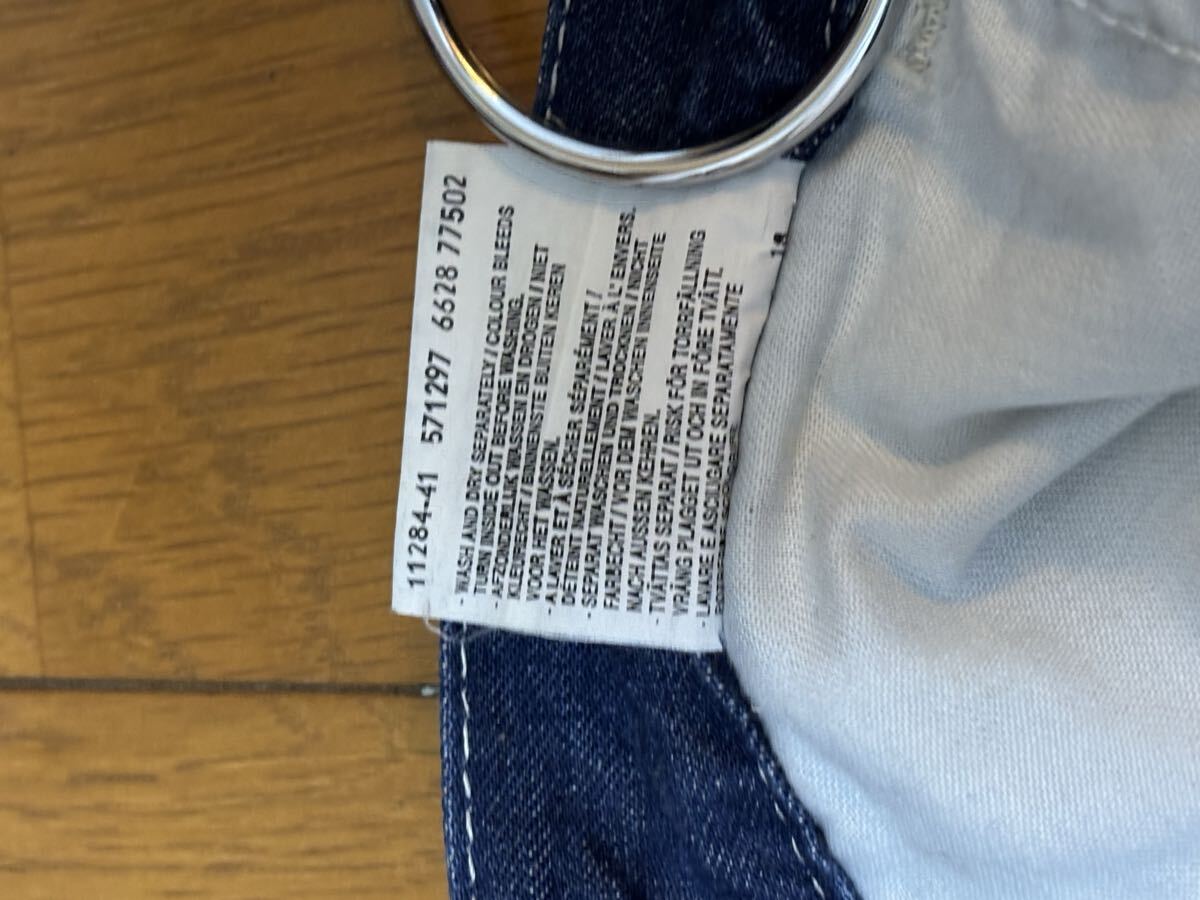 11284-41 571297 6628 77502
- WASH AND DRY SEPARATELY / COLOUR BLEEDS
TURN INSIDE OUT BEFORE WASHING.
- AFZONDERLIJK WASSEN EN DROGEN / NIET
KLEURECHT / BINNENSTE BUITEN KEREN
VOOR HET WASSEN.
- A LAVER ET À SÉCHER SÉPARÉMENT /
DÉTEINT NATURELLEMENT / LAVER À L'ENVERS.
- SEPARAT WASCHEN UND TROCKNEN / NICHT
FARBECHT / VOR DEM WASCHEN INNENSEITE
NACH AUSSEN KEHREN.
- TVÄTTAS SEPARAT / RISK FÖR TORRFÄLLNING
VRÄNG PLAGGET UT OCH IN FÖRE TVÄTT.
- LAVARE E ASCIUGARE SEPARATAMENTE